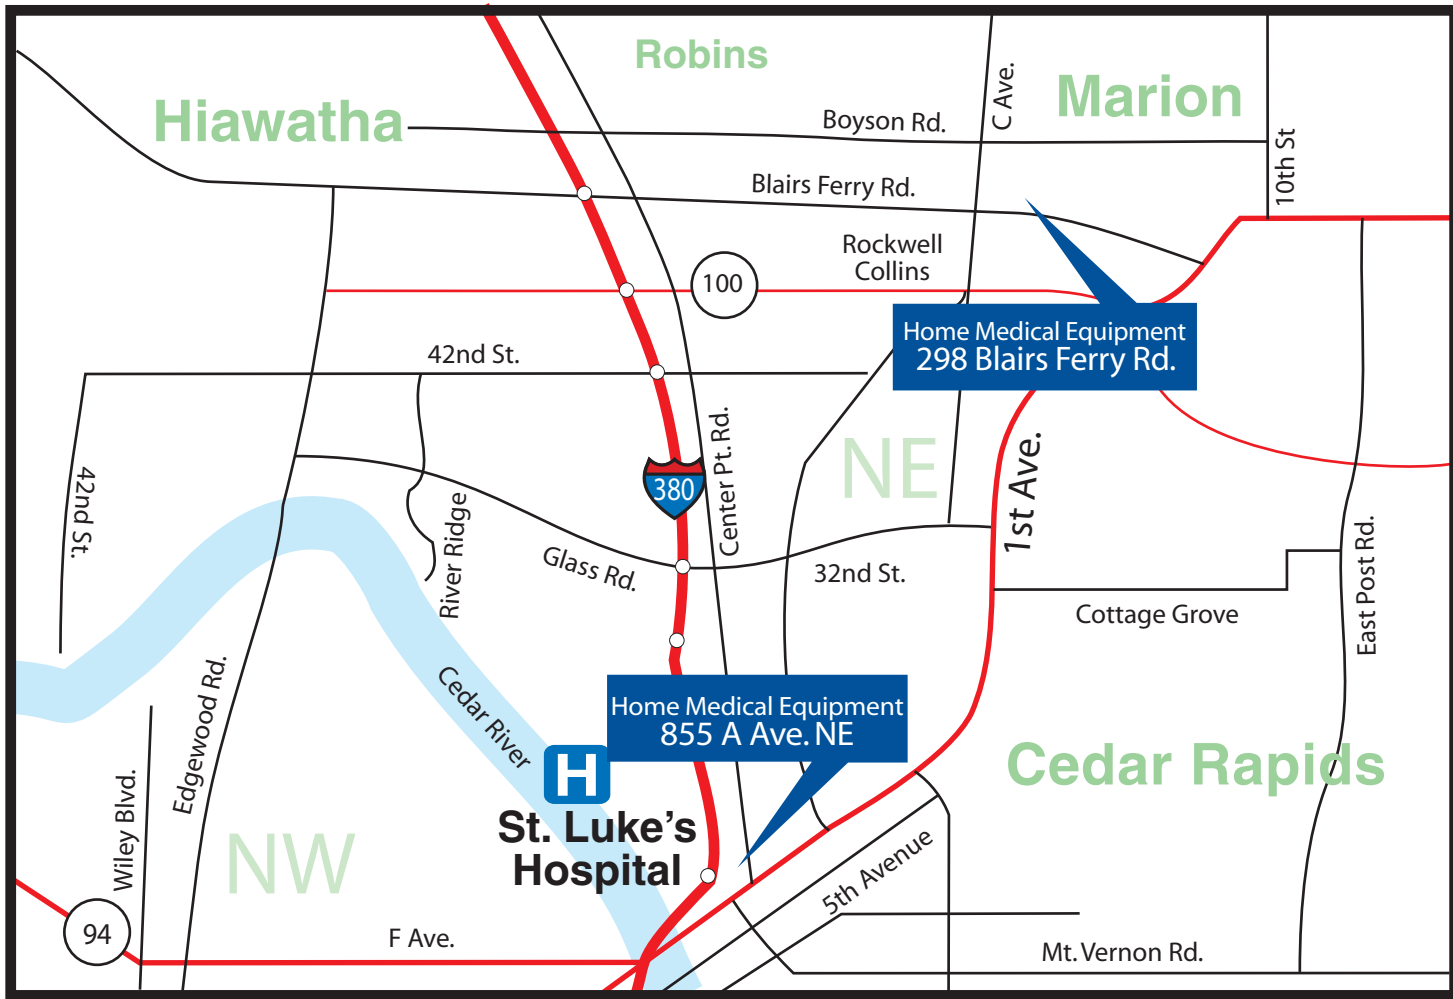 Robins
Marion
Hiawatha
C Ave.
Boyson Rd.
10th St
Blairs Ferry Rd.
Rockwell
Collins
100
Home Medical Equipment
298 Blairs Ferry Rd.
42nd St.
42nd St.
NE
Center Pt. Rd.
1st Ave.
380
River Ridge
Glass Rd.
32nd St.
East Post Rd.
Cottage Grove
Cedar River
Edgewood Rd.
Home Medical Equipment
855 A Ave. NE
H
Cedar Rapids
Wiley Blvd.
St. Luke's
Hospital
NW
5th Avenue
94
F Ave.
Mt. Vernon Rd.